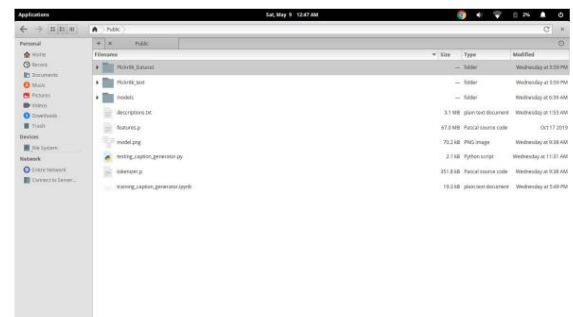 Applications Sat, May 9 12:47 AM 2%
Public
Personal
Home
Recent
Documents
Music
Pictures
Videos
Downloads
Trash
Devices
File System
Network
Entire Network
Connect to Server...
Public
Filename Size Type Modified
Flickr8k_Dataset — folder Wednesday at 5:59 PM
Flickr8k_text — folder Wednesday at 5:59 PM
models — folder Wednesday at 6:39 AM
descriptions.txt 3.1 MB plain text document Wednesday at 1:53 AM
features.p 67.0 MB Pascal source code Oct 17 2019
model.png 70.2 kB PNG image Wednesday at 9:38 AM
testing_caption_generator.py 2.1 kB Python script Wednesday at 11:31 AM
tokenizer.p 351.8 kB Pascal source code Wednesday at 9:38 AM
training_caption_generator.ipynb plain text document Wednesday at 5:49 PM